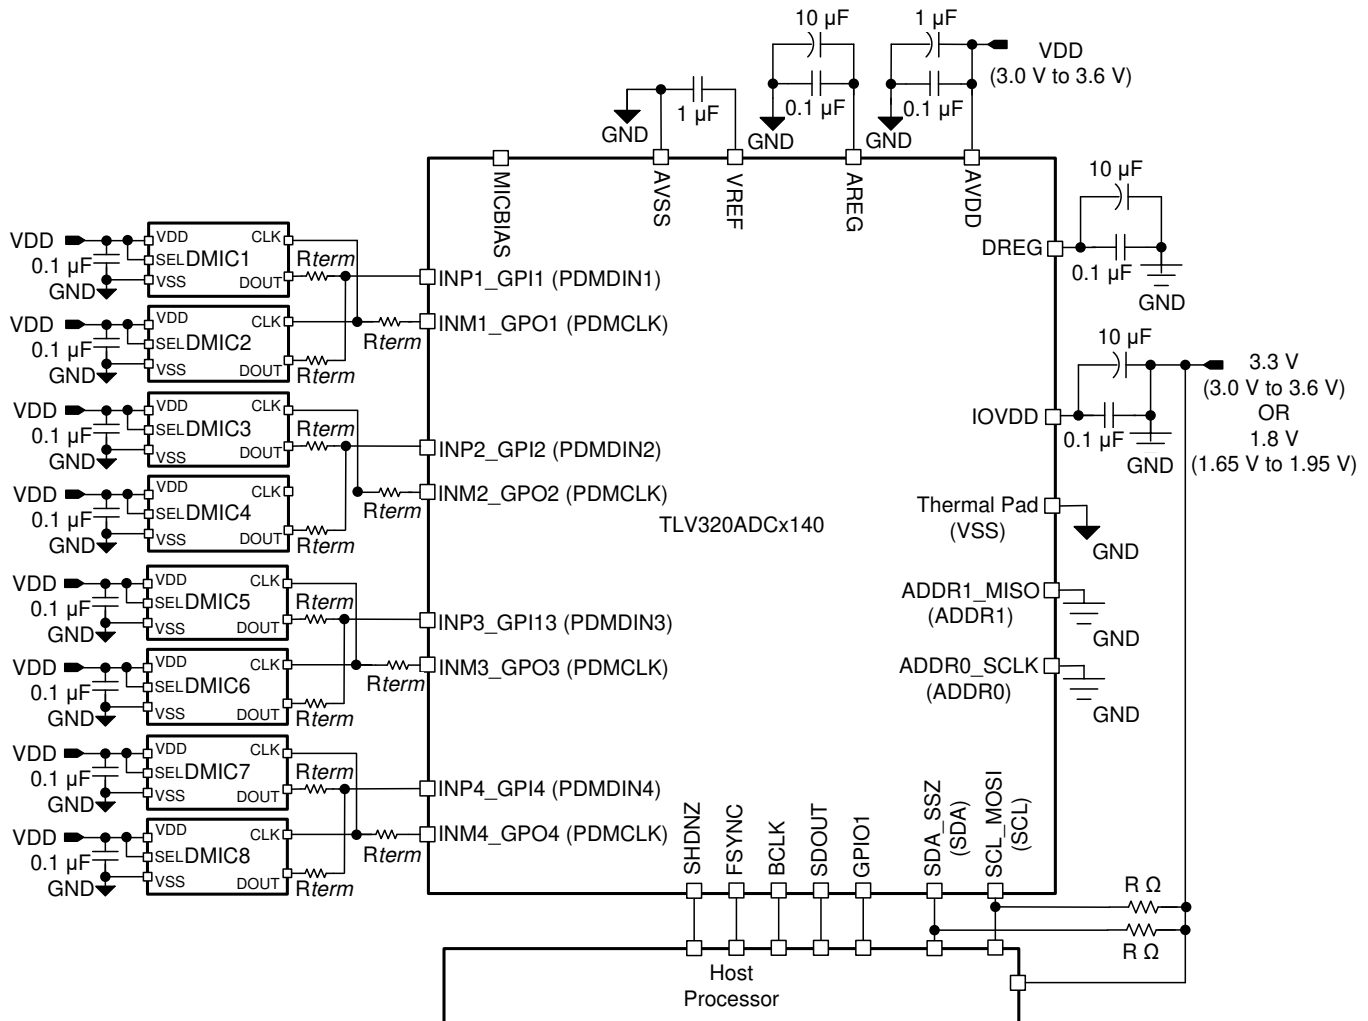 10 µF
1 µF
VDD
(3.0 V to 3.6 V)
1 µF
0.1 µF
0.1 µF
GND
GND
GND
MICBIAS
AVSS
VREF
AREG
AVDD
10 µF
DREG
0.1 µF
GND
VDD
0.1 µF
GND
VDD
SEL
VSS
DMIC1
CLK
DOUT
Rterm
INP1_GPI1 (PDMDIN1)
VDD
0.1 µF
GND
VDD
SEL
VSS
DMIC2
CLK
DOUT
Rterm
Rterm
INM1_GPO1 (PDMCLK)
VDD
0.1 µF
GND
VDD
SEL
VSS
DMIC3
CLK
DOUT
Rterm
INP2_GPI2 (PDMDIN2)
VDD
0.1 µF
GND
VDD
SEL
VSS
DMIC4
CLK
DOUT
Rterm
Rterm
INM2_GPO2 (PDMCLK)
TLV320ADCx140
10 µF
3.3 V
(3.0 V to 3.6 V)
OR
1.8 V
(1.65 V to 1.95 V)
IOVDD
0.1 µF
GND
Thermal Pad
(VSS)
GND
VDD
0.1 µF
GND
VDD
SEL
VSS
DMIC5
CLK
DOUT
Rterm
INP3_GPI13 (PDMDIN3)
ADDR1_MISO
(ADDR1)
GND
VDD
0.1 µF
GND
VDD
SEL
VSS
DMIC6
CLK
DOUT
Rterm
Rterm
INM3_GPO3 (PDMCLK)
ADDR0_SCLK
(ADDR0)
GND
VDD
0.1 µF
GND
VDD
SEL
VSS
DMIC7
CLK
DOUT
Rterm
INP4_GPI4 (PDMDIN4)
VDD
0.1 µF
GND
VDD
SEL
VSS
DMIC8
CLK
DOUT
Rterm
Rterm
INM4_GPO4 (PDMCLK)
SHDNZ
FSYNC
BCLK
SDOUT
GPIO1
SDA_SSZ
(SDA)
SCL_MOSI
(SCL)
R Ω
R Ω
Host
Processor